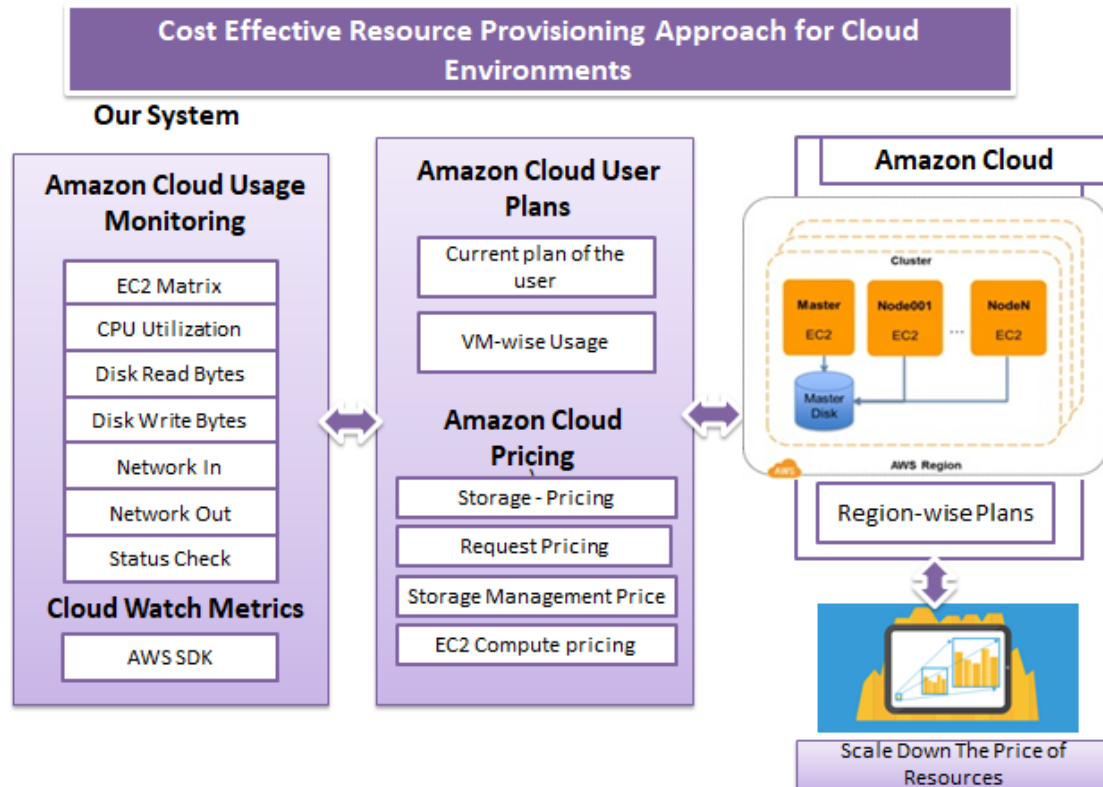 Cost Effective Resource Provisioning Approach for Cloud
Environments
Our System
Amazon Cloud Usage
Monitoring
EC2 Matrix
CPU Utilization
Disk Read Bytes
Disk Write Bytes
Network In
Network Out
Status Check
Cloud Watch Metrics
AWS SDK
Amazon Cloud User
Plans
Current plan of the
user
VM-wise Usage
Amazon Cloud
Pricing
Storage - Pricing
Request Pricing
Storage Management Price
EC2 Compute pricing
Amazon Cloud
Cluster
Master
EC2
Node001
EC2
...
NodeN
EC2
Master
Disk
AWS
AWS Region
Region-wise Plans
Scale Down The Price of
Resources